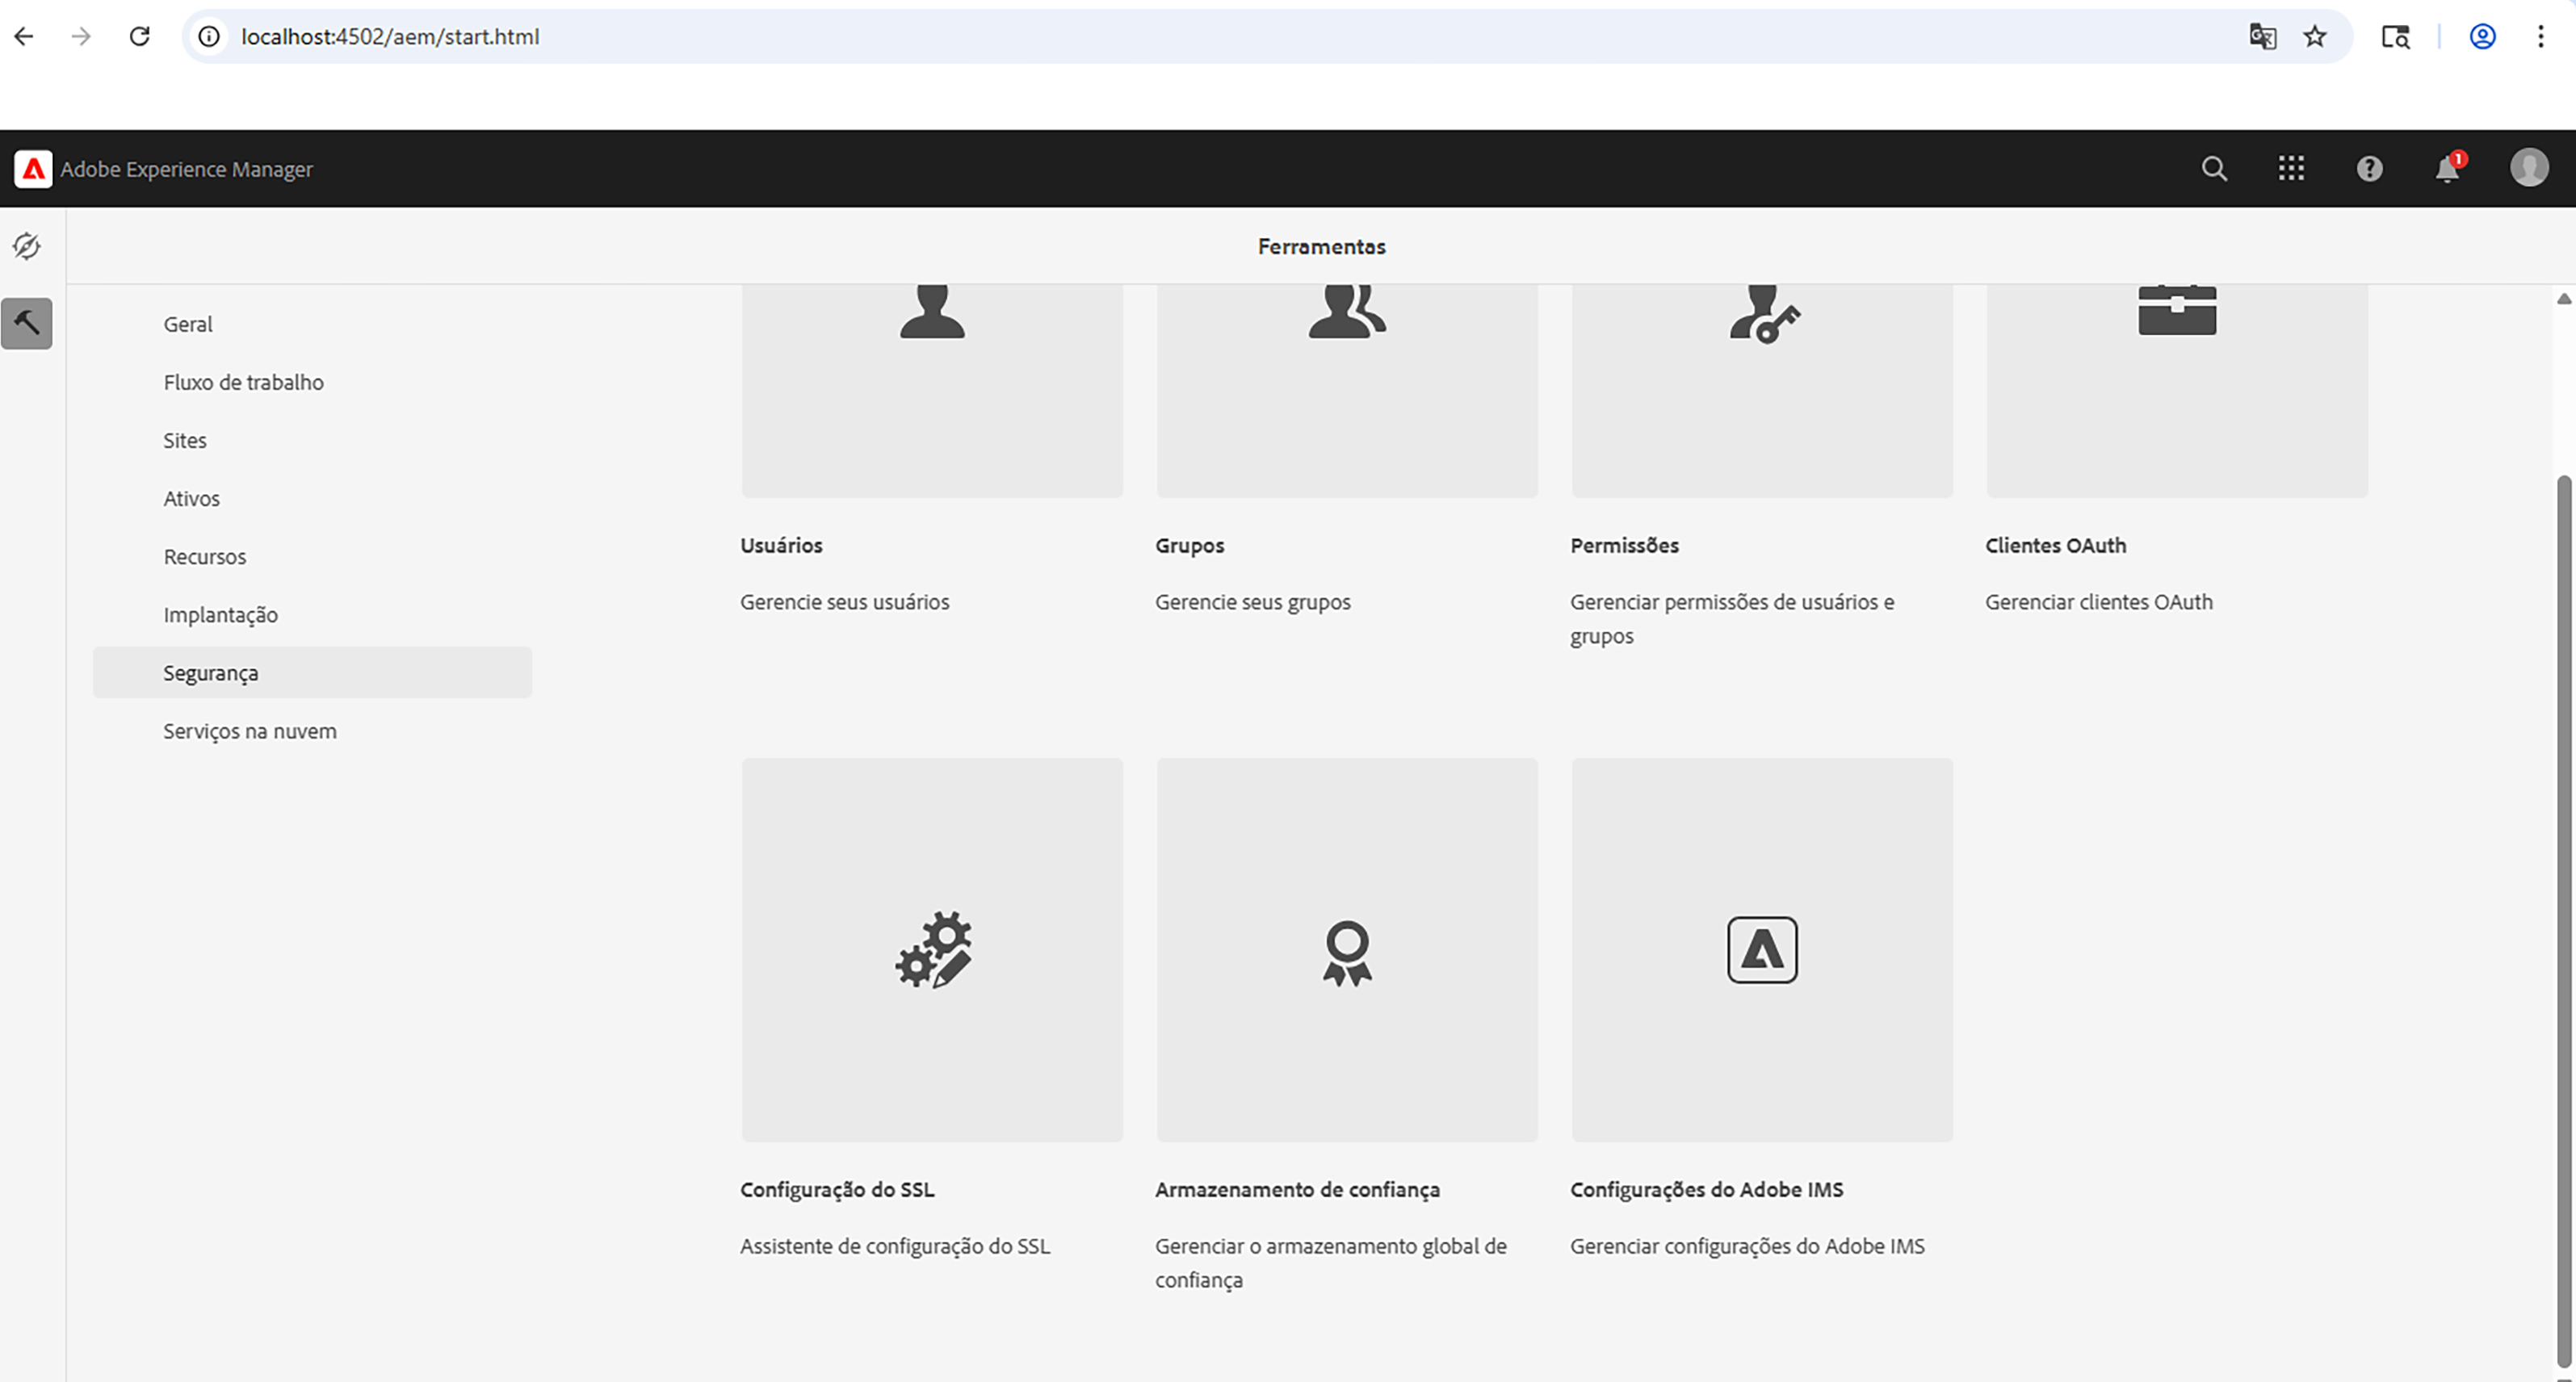 localhost:4502/aem/start.html
Adobe Experience Manager
1
Ferramentas
Geral
Fluxo de trabalho
Sites
Ativos
Recursos
Implantação
Segurança
Serviços na nuvem
Usuários
Gerencie seus usuários
Grupos
Gerencie seus grupos
Permissões
Gerenciar permissões de usuários e
grupos
Clientes OAuth
Gerenciar clientes OAuth
Configuração do SSL
Assistente de configuração do SSL
Armazenamento de confiança
Gerenciar o armazenamento global de
confiança
Configurações do Adobe IMS
Gerenciar configurações do Adobe IMS